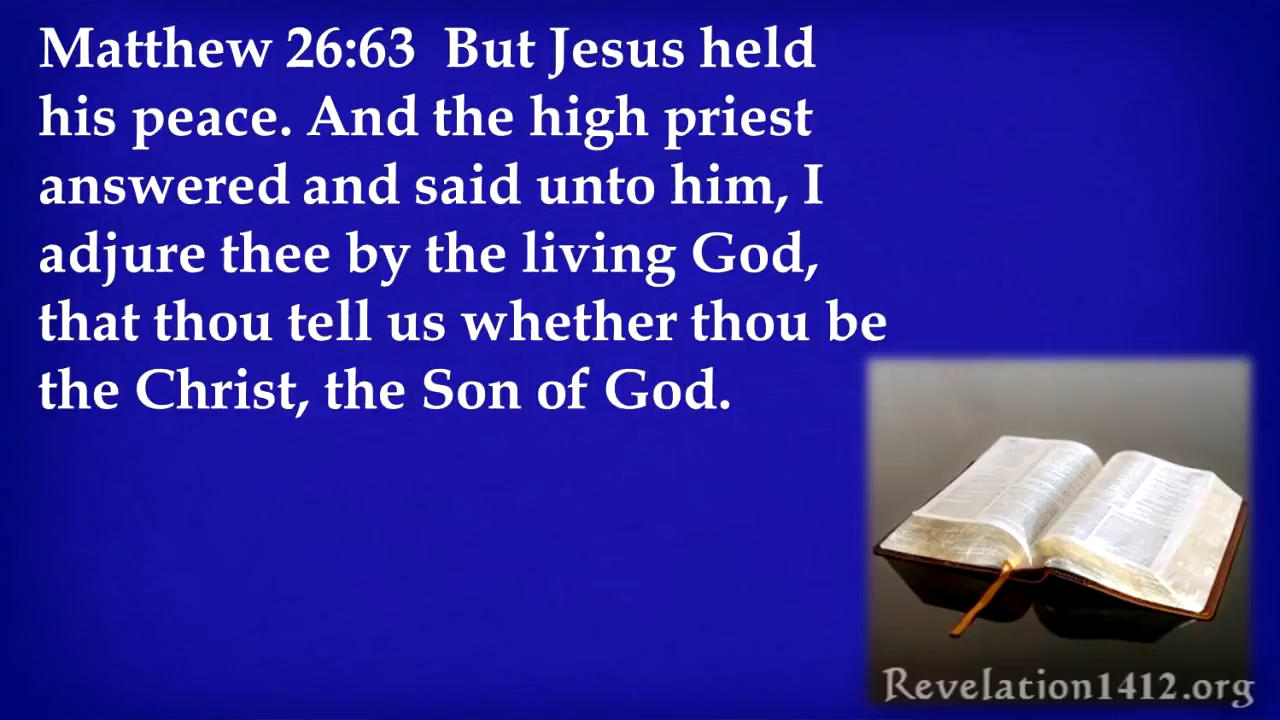 Matthew 26:63  But Jesus held
his peace. And the high priest
answered and said unto him, I
adjure thee by the living God,
that thou tell us whether thou be
the Christ, the Son of God.
Revelation1412.org